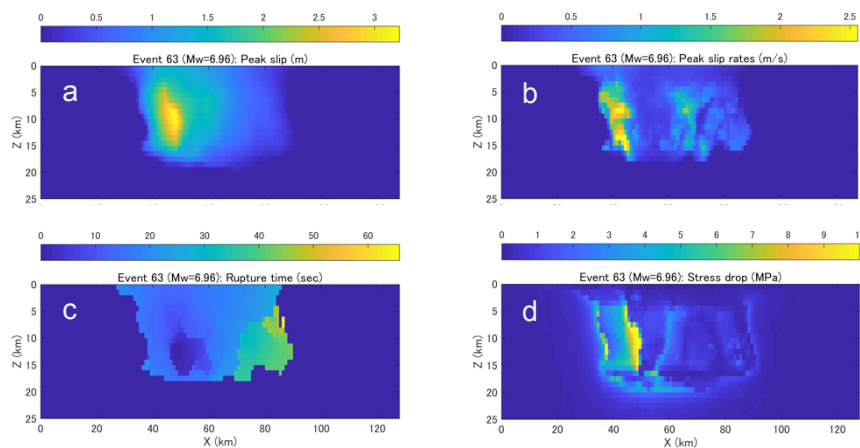 0 0.5 1 1.5 2 2.5 3
Event 63 (Mw=6.96): Peak slip (m)
a
Z (km)
0
5
10
15
20
25
0 0.5 1 1.5 2 2.5
Event 63 (Mw=6.96): Peak slip rates (m/s)
b
Z (km)
0
5
10
15
20
25
0 10 20 30 40 50 60
Event 63 (Mw=6.96): Rupture time (sec)
c
Z (km)
0
5
10
15
20
25
0 20 40 60 80 100 120
X (km)
0 1 2 3 4 5 6 7 8 9 10
Event 63 (Mw=6.96): Stress drop (MPa)
d
Z (km)
0
5
10
15
20
25
0 20 40 60 80 100 120
X (km)